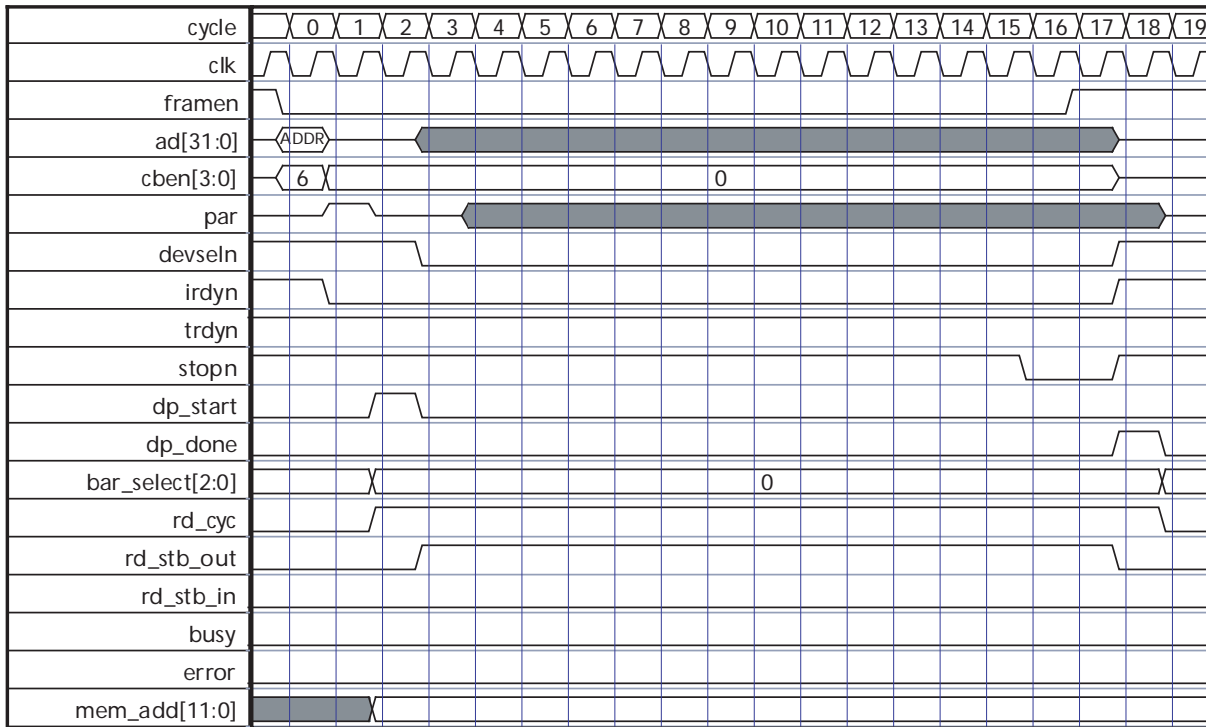 cycle 0 1 2 3 4 5 6 7 8 9 10 11 12 13 14 15 16 17 18 19
clk
framen
ad[31:0] ADDR
cben[3:0] 6 0
par
devseln
irdyn
trdyn
stopn
dp_start
dp_done
bar_select[2:0] 0
rd_cyc
rd_stb_out
rd_stb_in
busy
error
mem_add[11:0]